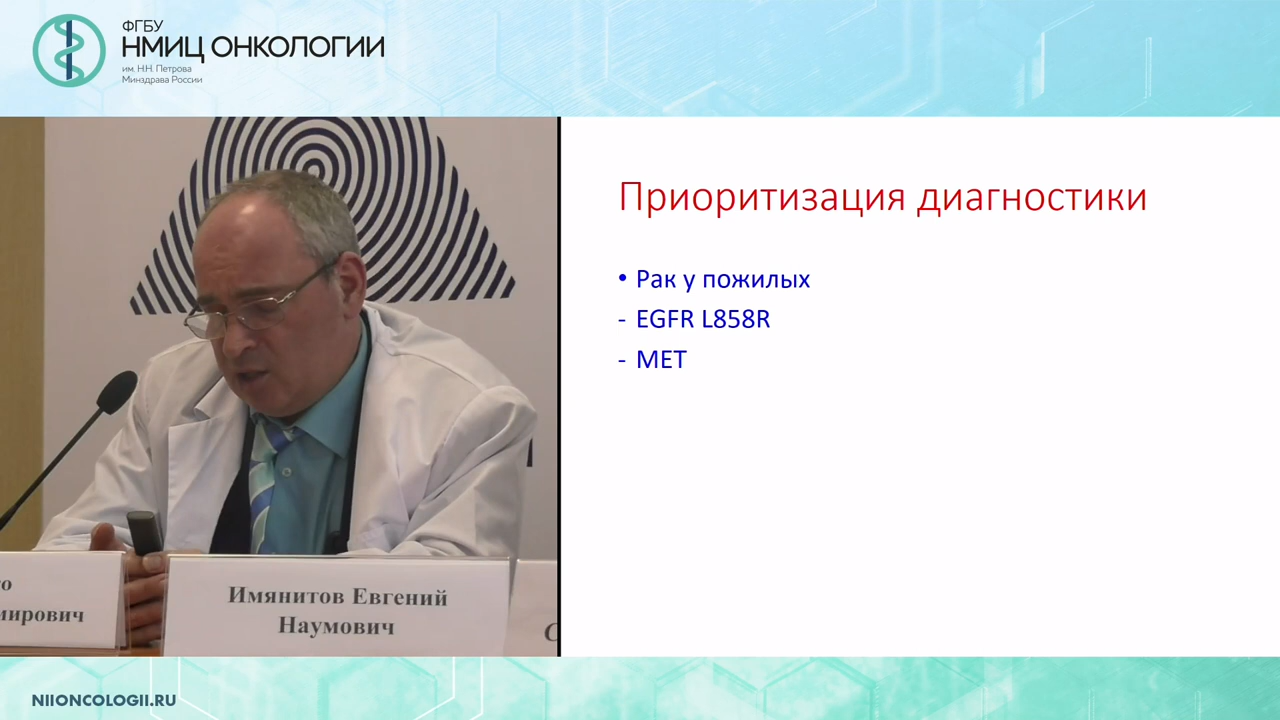 ФГБУ
НМИЦ ОНКОЛОГИИ
им. Н.Н. Петрова
Минздрава России
Приоритизация диагностики
• Рак у пожилых
- EGFR L858R
- MET
мирович
Имянитов Евгений
Наумович
NIIONCOLOGII.RU